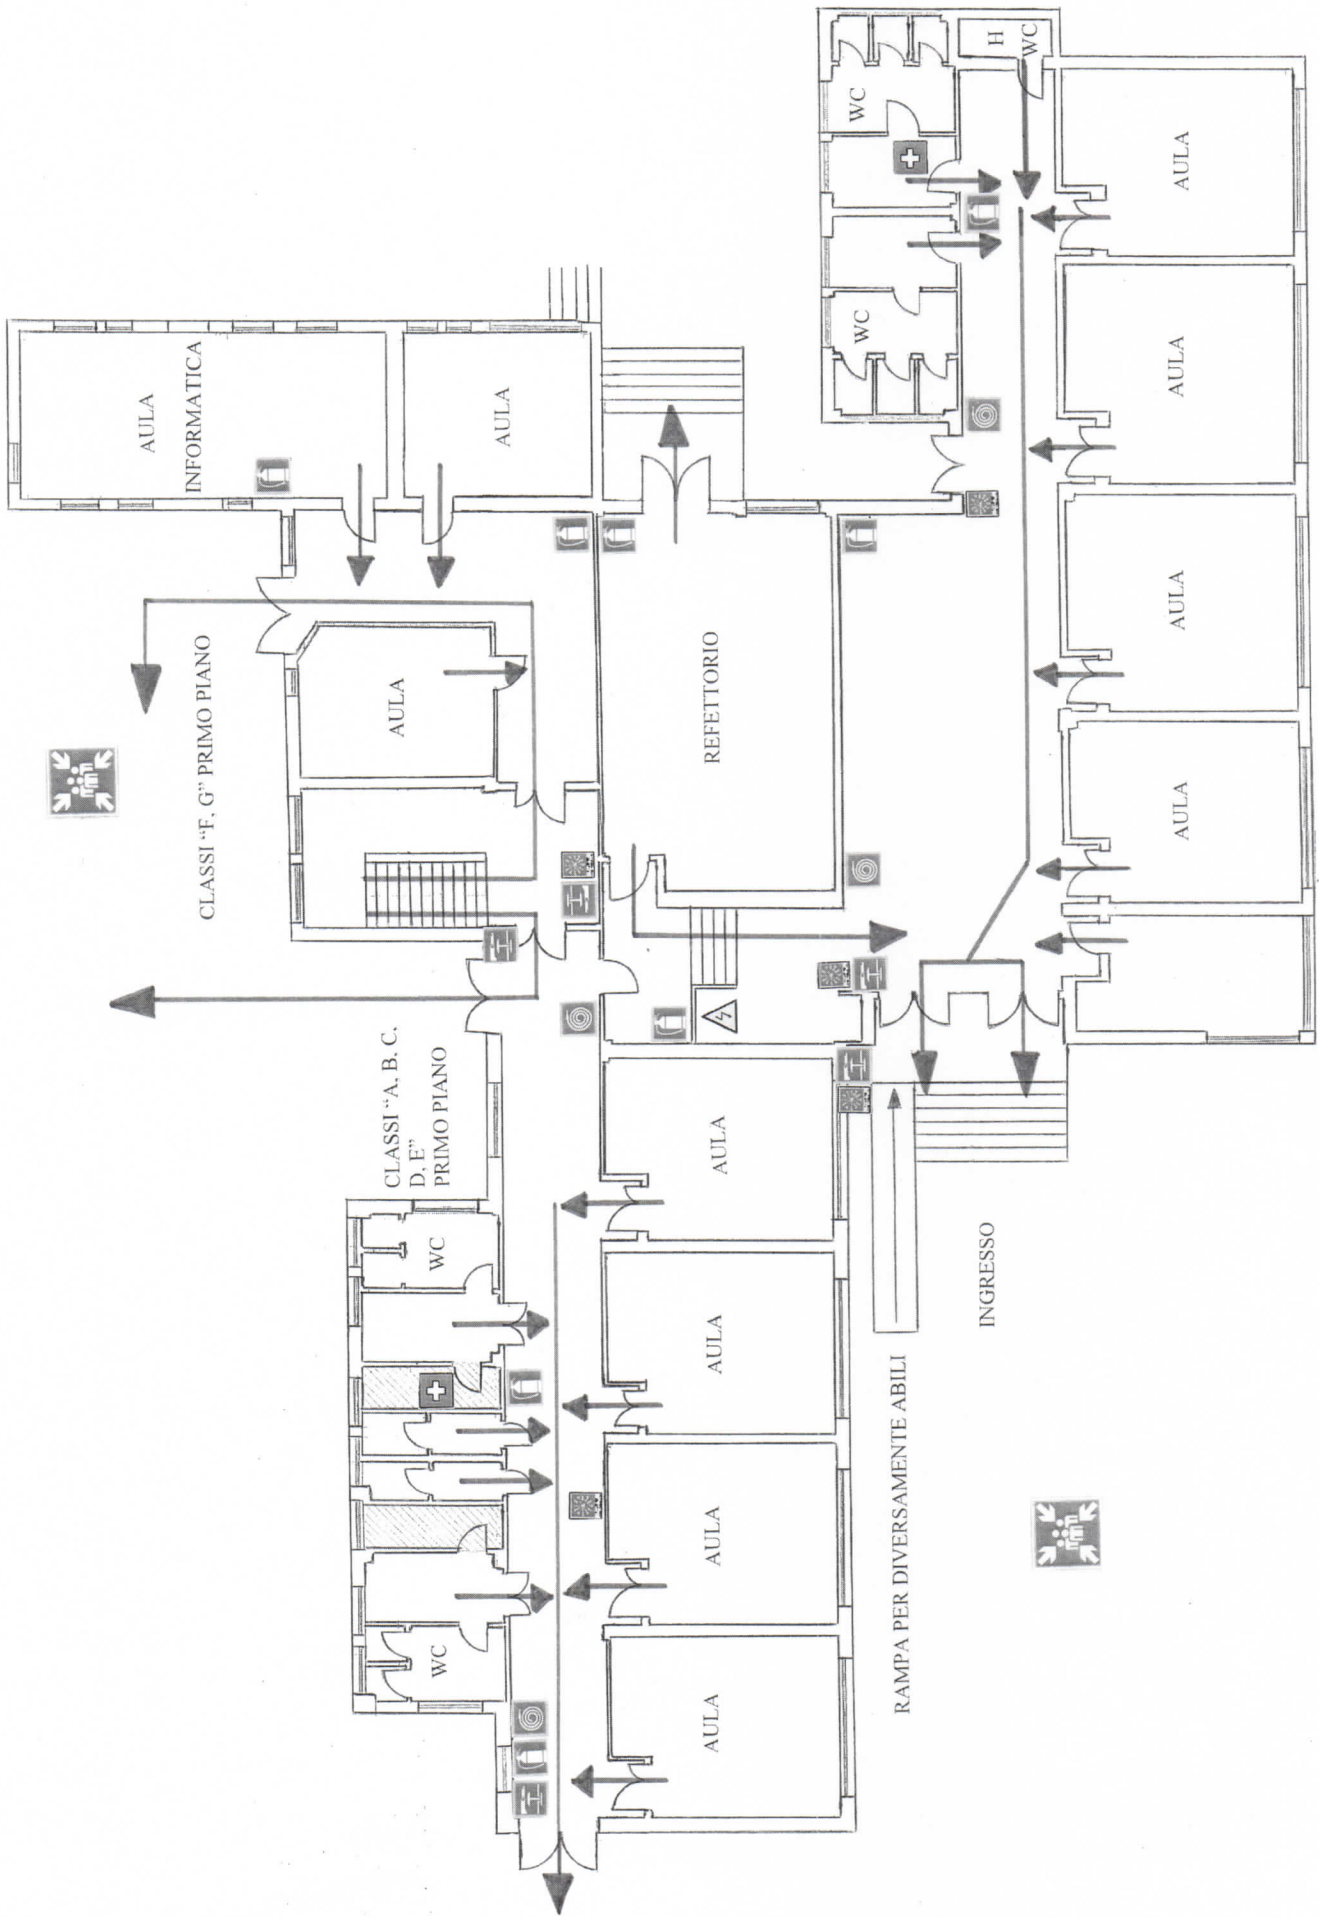 AULA
INFORMATICA
AULA
CLASSI “F, G” PRIMO PIANO
AULA
REFETTORIO
WC
H
WC
WC
AULA
AULA
AULA
AULA
CLASSI “A, B, C,
D, E”
PRIMO PIANO
WC
WC
AULA
AULA
AULA
AULA
INGRESSO
RAMPA PER DIVERSAMENTE ABILI